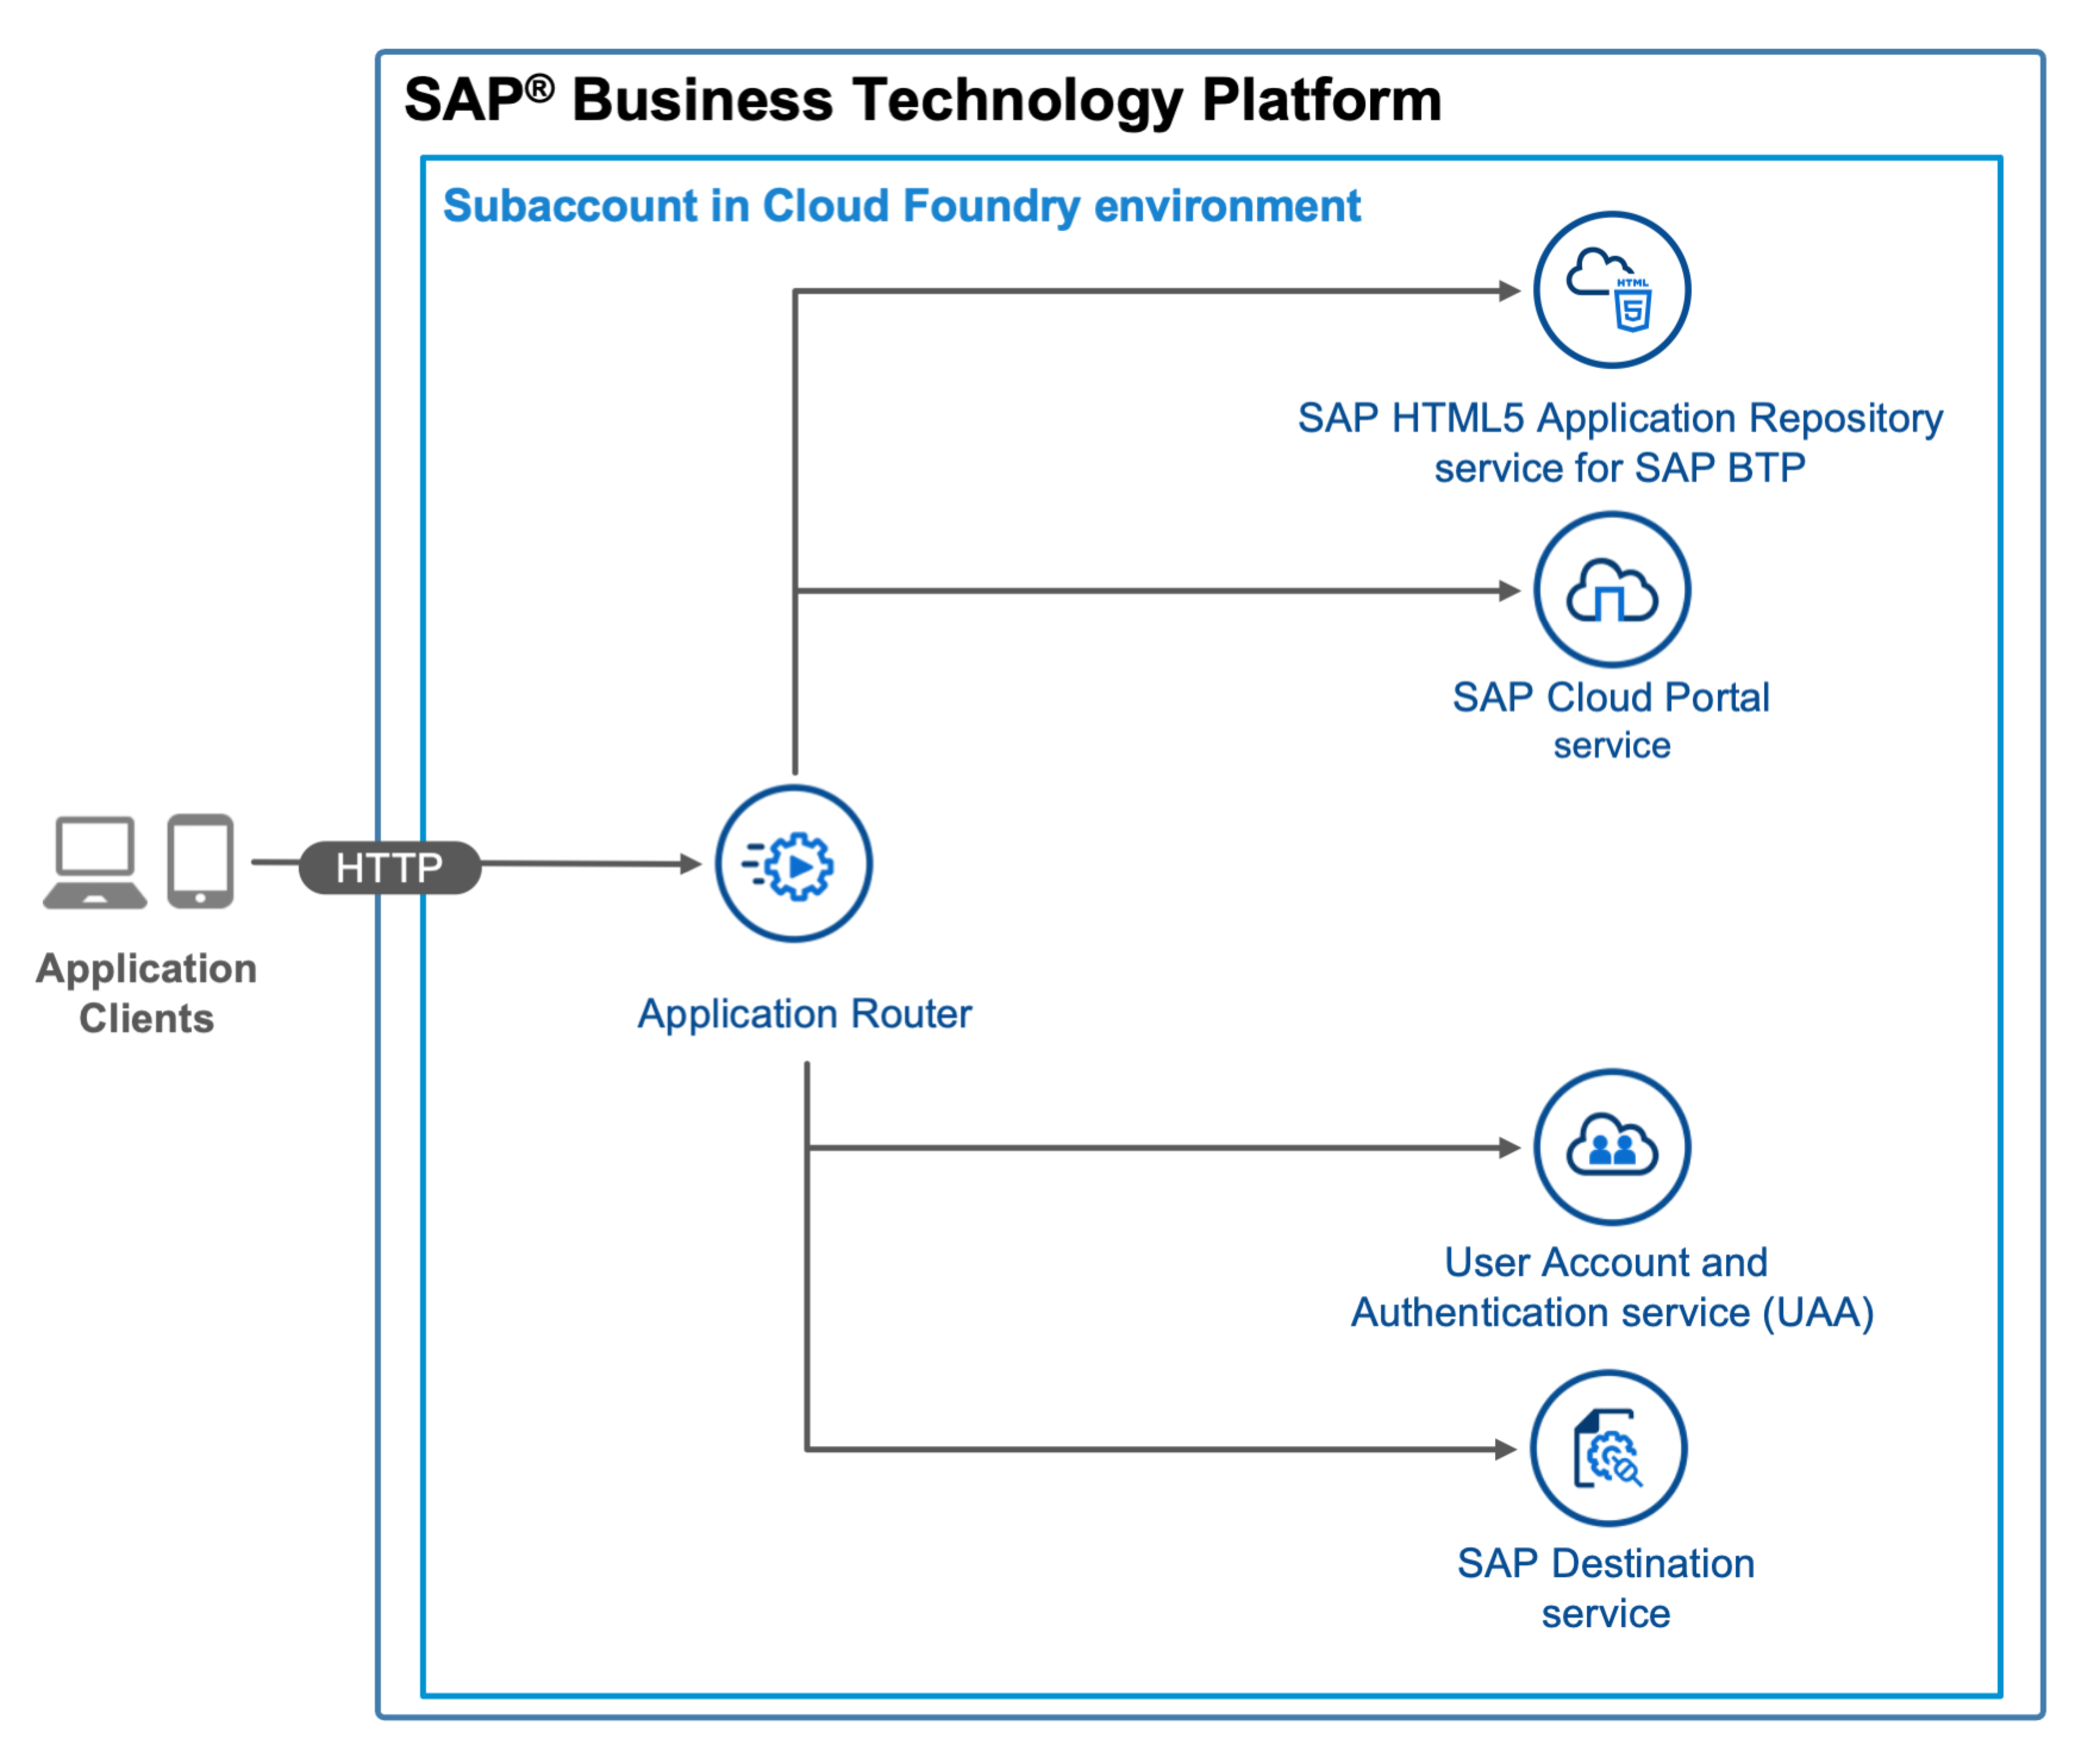 SAP® Business Technology Platform
Subaccount in Cloud Foundry environment
HTML
5
SAP HTML5 Application Repository
service for SAP BTP
SAP Cloud Portal
service
HTTP
Application
Clients
Application Router
User Account and
Authentication service (UAA)
SAP Destination
service